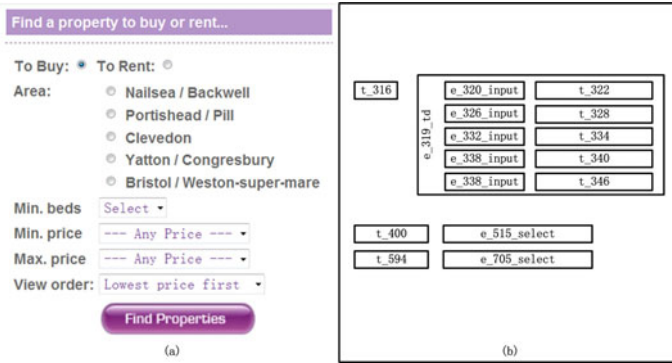 Find a property to buy or rent...
To Buy: To Rent:
Area:
Nailsea / Backwell
Portishead / Pill
Clevedon
Yatton / Congresbury
Bristol / Weston-super-mare
Min. beds Select
Min. price --- Any Price ---
Max. price --- Any Price ---
View order: Lowest price first
Find Properties
(a)
t_316
e_319_td
e_320_input t_322
e_326_input t_328
e_332_input t_334
e_338_input t_340
e_338_input t_346
t_400 e_515_select
t_594 e_705_select
(b)